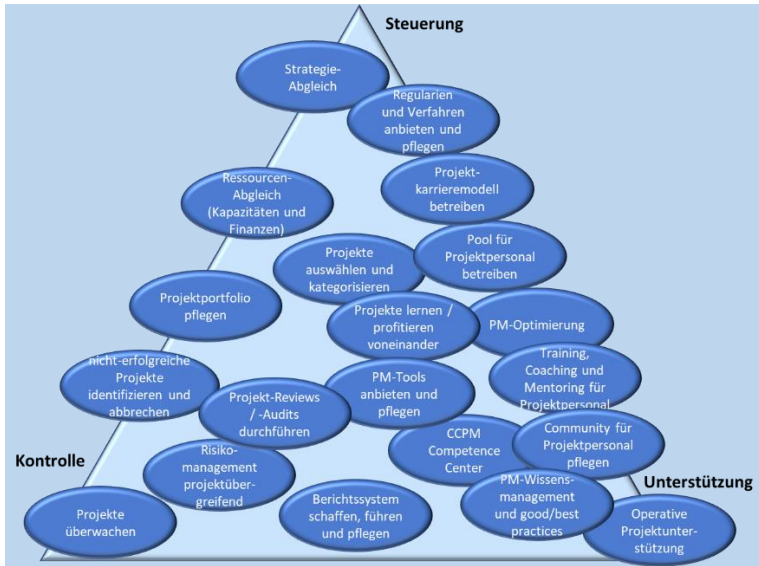 Steuerung
Strategie-
Abgleich
Regularien
und Verfahren
anbieten und
pflegen
Ressourcen-
Abgleich
(Kapazitäten und
Finanzen)
Projekt-
karrieremodell
betreiben
Projekte
auswählen und
kategorisieren
Pool für
Projektpersonal
betreiben
Projektportfolio
pflegen
Projekte lernen /
profitieren
voneinander
PM-Optimierung
nicht-erfolgreiche
Projekte
identifizieren und
abbrechen
Projekt-Reviews
/ -Audits
durchführen
PM-Tools
anbieten und
pflegen
Training,
Coaching und
Mentoring für
Projektpersonal
Kontrolle
Risiko-
management
projektüber-
greifend
CCPM
Competence
Center
Community für
Projektpersonal
pflegen
Unterstützung
Projekte
überwachen
Berichtssystem
schaffen, führen
und pflegen
PM-Wissens-
management
und good/best
practices
Operative
Projektunter-
stützung